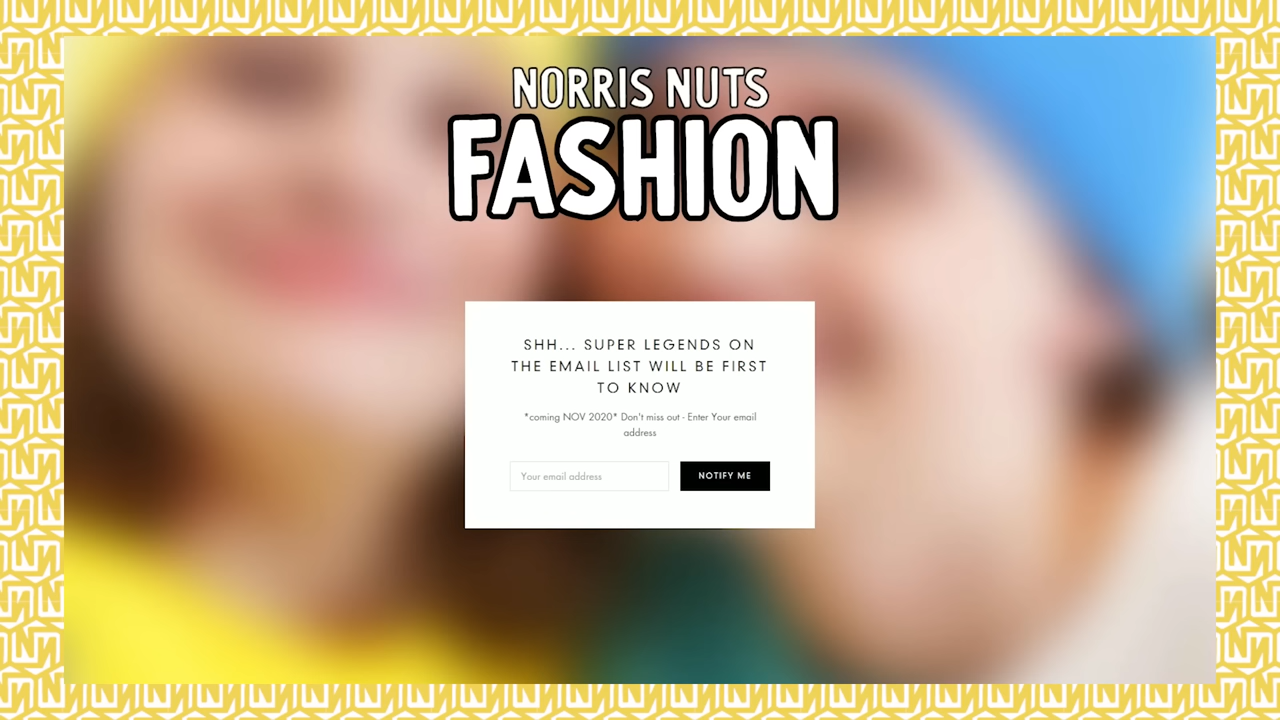 NORRIS NUTS
FASHION
SHH... SUPER LEGENDS ON
THE EMAIL LIST WILL BE FIRST
TO KNOW
*coming NOV 2020* Don't miss out - Enter Your email
address
Your email address
NOTIFY ME